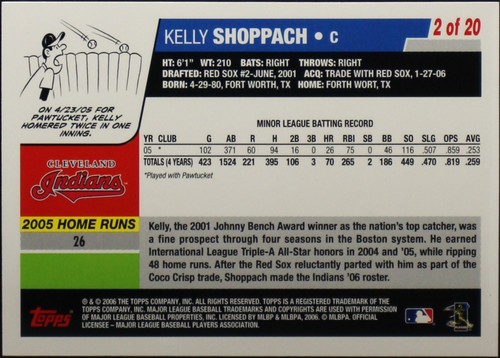 KELLY SHOPPACH • C
2 of 20
HT: 6'1" WT: 210 BATS: RIGHT THROWS: RIGHT
DRAFTED: RED SOX #2-JUNE, 2001 ACQ: TRADE WITH RED SOX, 1-27-06
BORN: 4-29-80, FORT WORTH, TX HOME: FORTH WORT, TX
ON 4/23/05 FOR
PAWTUCKET, KELLY
HOMERED TWICE IN ONE
INNING.
MINOR LEAGUE BATTING RECORD
YR CLUB G AB R H 2B 3B HR RBI SB BB SO SLG OPS AVG
05 * 102 371 60 94 16 0 26 75 0 46 116 .507 .859 .253
TOTALS (4 YEARS) 423 1524 221 395 106 3 70 265 2 186 449 .470 .819 .259
*Played with Pawtucket
CLEVELAND
Indians
2005 HOME RUNS
26
Kelly, the 2001 Johnny Bench Award winner as the nation's top catcher, was
a fine prospect through four seasons in the Boston system. He earned
International League Triple-A All-Star honors in 2004 and '05, while ripping
48 home runs. After the Red Sox reluctantly parted with him as part of the
Coco Crisp trade, Shoppach made the Indians '06 roster.
Topps
® & © 2006 THE TOPPS COMPANY, INC. ALL RIGHTS RESERVED. TOPPS IS A REGISTERED TRADEMARK OF THE
TOPPS COMPANY, INC. MAJOR LEAGUE BASEBALL TRADEMARKS AND COPYRIGHTS ARE USED WITH PERMISSION
OF MAJOR LEAGUE BASEBALL PROPERTIES, INC. LICENSED BY MLB & MLBPA, 2006. © MLBPA. OFFICIAL
LICENSEE – MAJOR LEAGUE BASEBALL PLAYERS ASSOCIATION.